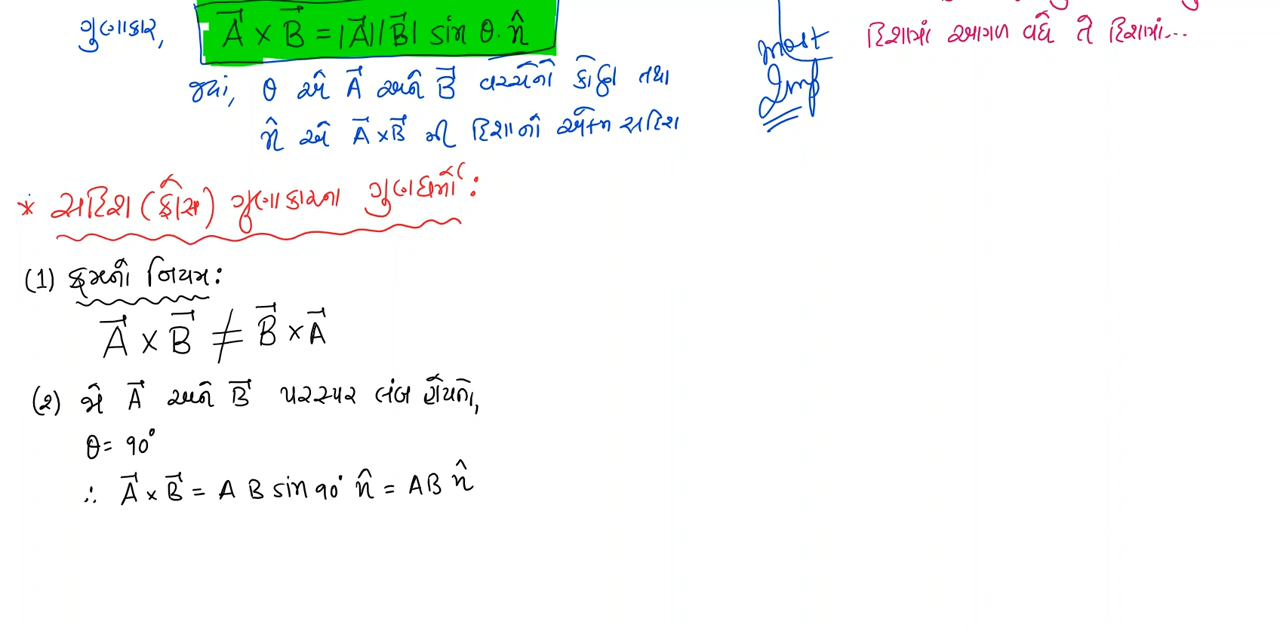 ગુણાકાર, A⃗ × B⃗ = |A⃗||B⃗| sin θ · n̂
જ્યાં, θ એ A⃗ અને B⃗ વચ્ચેનો કોણ તથા
n̂ એ A⃗×B⃗ ની દિશાનો એકમ સદિશ
Most
Imp
દિશામાં આગળ વધે તે દિશામાં...
* સદિશ (ક્રોસ) ગુણાકારના ગુણધર્મો :
(1) ક્રમનો નિયમ :
A⃗ × B⃗ ≠ B⃗ × A⃗
(2) જો A⃗ અને B⃗ પરસ્પર લંબ હોયતો,
θ = 90°
∴ A⃗ × B⃗ = A B sin 90° n̂ = AB n̂